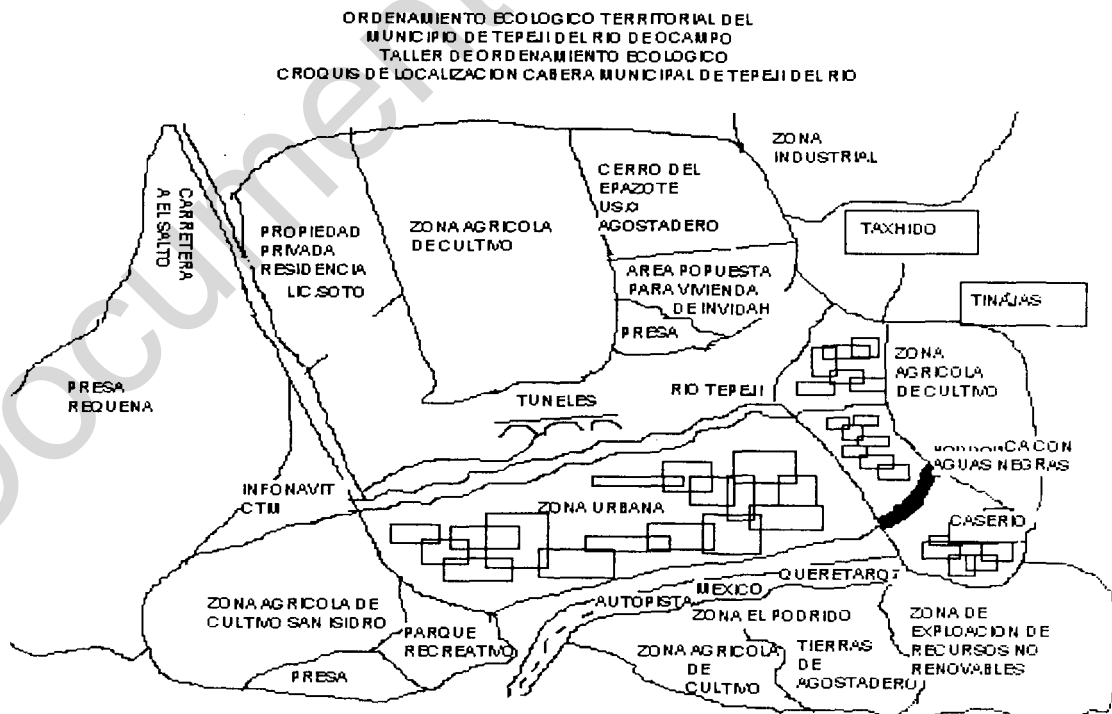 ORDENAMIENTO ECOLOGICO TERRITORIAL DEL
MUNICIPIO DE TEPEJI DEL RIO DE OCAMPO
TALLER DE ORDENAMIENTO ECOLOGICO
CROQUIS DE LOCALIZACION CABERA MUNICIPAL DE TEPEJI DEL RIO
Document
ZONA
INDUSTRIAL
CARRETERA
A EL SALTO
CERRO DEL
EPAZOTE
USO
AGOSTADERO
PROPIEDAD
PRIVADA
RESIDENCIA
LIC.SOTO
ZONA AGRICOLA
DE CULTIVO
TAXHIDO
AREA POPUESTA
PARA VIVIENDA
DE INVIDAH
TINAJAS
PRESA
ZONA
AGRICOLA
DE CULTIVO
PRESA
REQUENA
TUNELES
RIO TEPEJI
CA CON
AGUAS NEGRAS
INFONAVIT
CTM
ZONA URBANA
CASERIO
QUERETARO
MEXICO
AUTOPISTA
ZONA AGRICOLA DE
CULTIVO SAN ISIDRO
ZONA EL PODRIDO
ZONA DE
EXPLOACION DE
RECURSOS NO
RENOVABLES
PARQUE
RECREATIVO
ZONA AGRICOLA
DE
CULTIVO
TIERRAS
DE
AGOSTADERO
PRESA